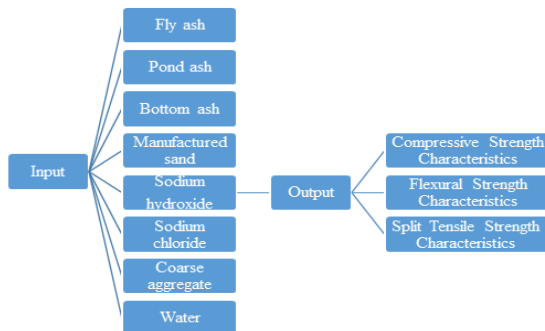 Fly ash
Pond ash
Bottom ash
Manufactured
sand
Input
Sodium
hydroxide
Sodium
chloride
Coarse
aggregate
Water
Output
Compressive Strength
Characteristics
Flexural Strength
Characteristics
Split Tensile Strength
Characteristics